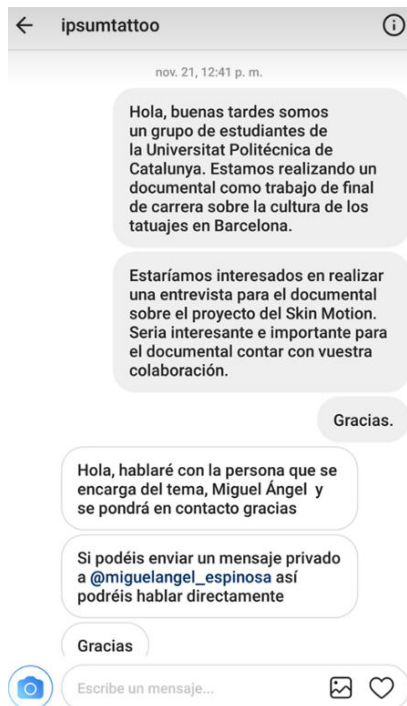 ipsumtattoo
nov. 21, 12:41 p. m.
Hola, buenas tardes somos
un grupo de estudiantes de
la Universitat Politécnica de
Catalunya. Estamos realizando un
documental como trabajo de final
de carrera sobre la cultura de los
tatuajes en Barcelona.
Estaríamos interesados en realizar
una entrevista para el documental
sobre el proyecto del Skin Motion.
Seria interesante e importante para
el documental contar con vuestra
colaboración.
Gracias.
Hola, hablaré con la persona que se
encarga del tema, Miguel Ángel y
se pondrá en contacto gracias
Si podéis enviar un mensaje privado
a @miguelangel_espinosa así
podréis hablar directamente
Gracias
Escribe un mensaje...